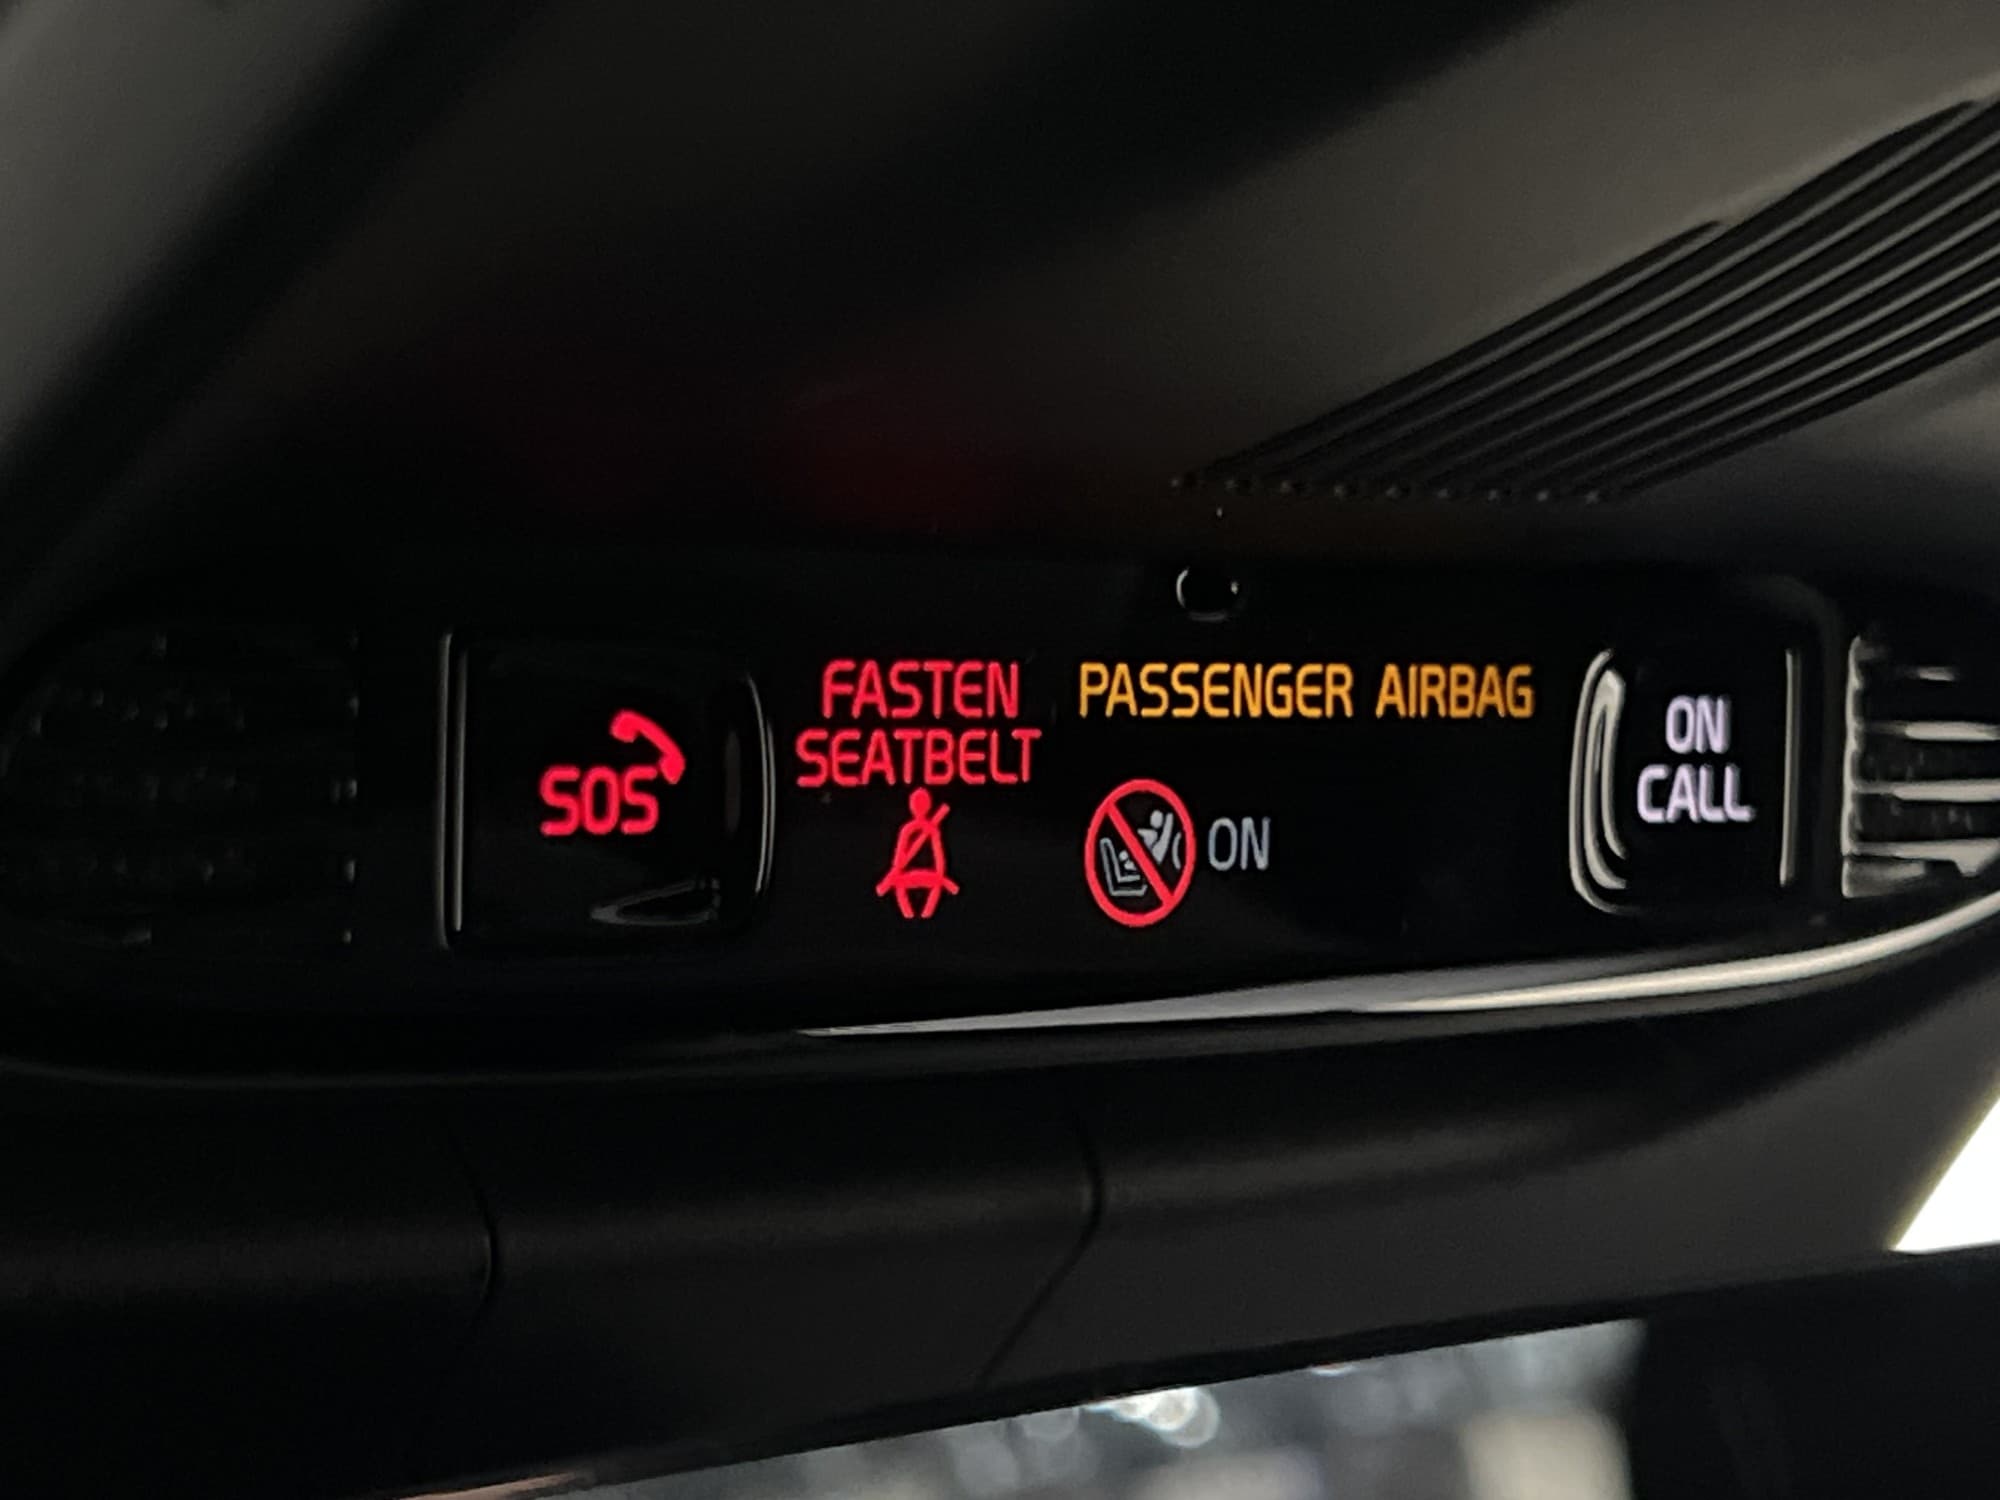 SOS
FASTEN
SEATBELT
PASSENGER AIRBAG
ON
ON
CALL